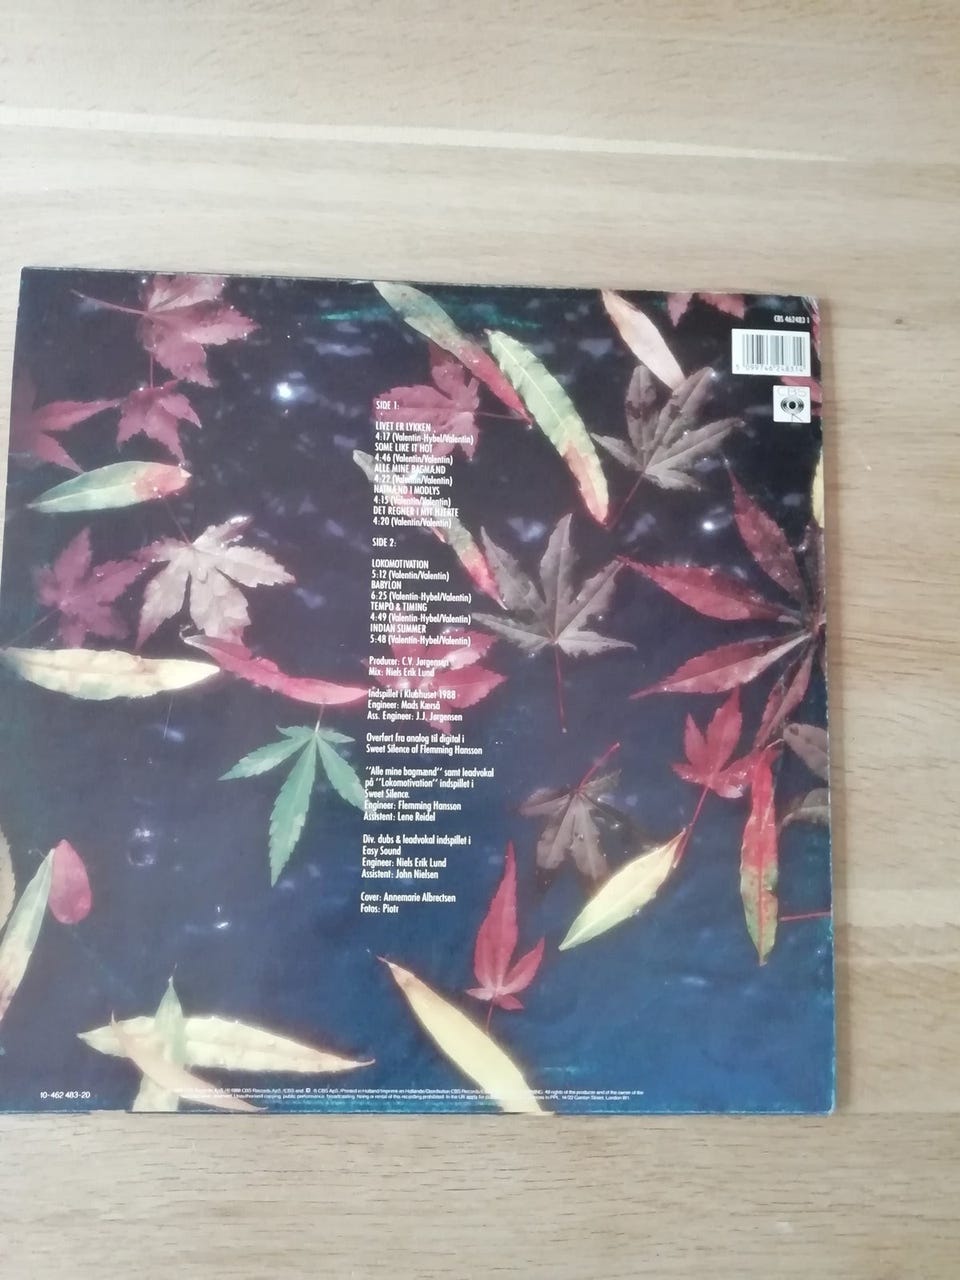 CBS 462483 1
5 099746 248314
CBS
SIDE 1:
LIVET ER LYKKEN
4:17 (Valentin-Hybel/Valentin)
SOME LIKE IT HOT
4:46 (Valentin/Valentin)
ALLE MINE BAGMÆND
4:22 (Valentin/Valentin)
NATMÆND I MODLYS
4:15 (Valentin/Valentin)
DET REGNER I MIT HJERTE
4:20 (Valentin/Valentin)
SIDE 2:
LOKOMOTIVATION
5:12 (Valentin/Valentin)
BABYLON
6:25 (Valentin-Hybel/Valentin)
TEMPO & TIMING
4:49 (Valentin-Hybel/Valentin)
INDIAN SUMMER
5:48 (Valentin-Hybel/Valentin)
Producer: C.V. Jørgensen
Mix: Niels Erik Lund
Indspillet i Klubhuset 1988
Engineer: Mads Kærså
Ass. Engineer: J.J. Jørgensen
Overført fra analog til digital i
Sweet Silence af Flemming Hansson
"Alle mine bagmænd" samt leadvokal
på "Lokomotivation" indspillet i
Sweet Silence.
Engineer: Flemming Hansson
Assistent: Lene Reidel
Div. dubs & leadvokal indspillet i
Easy Sound
Engineer: Niels Erik Lund
Assistent: John Nielsen
Cover: Annemarie Albrectsen
Fotos: Piotr
10-462 483-20